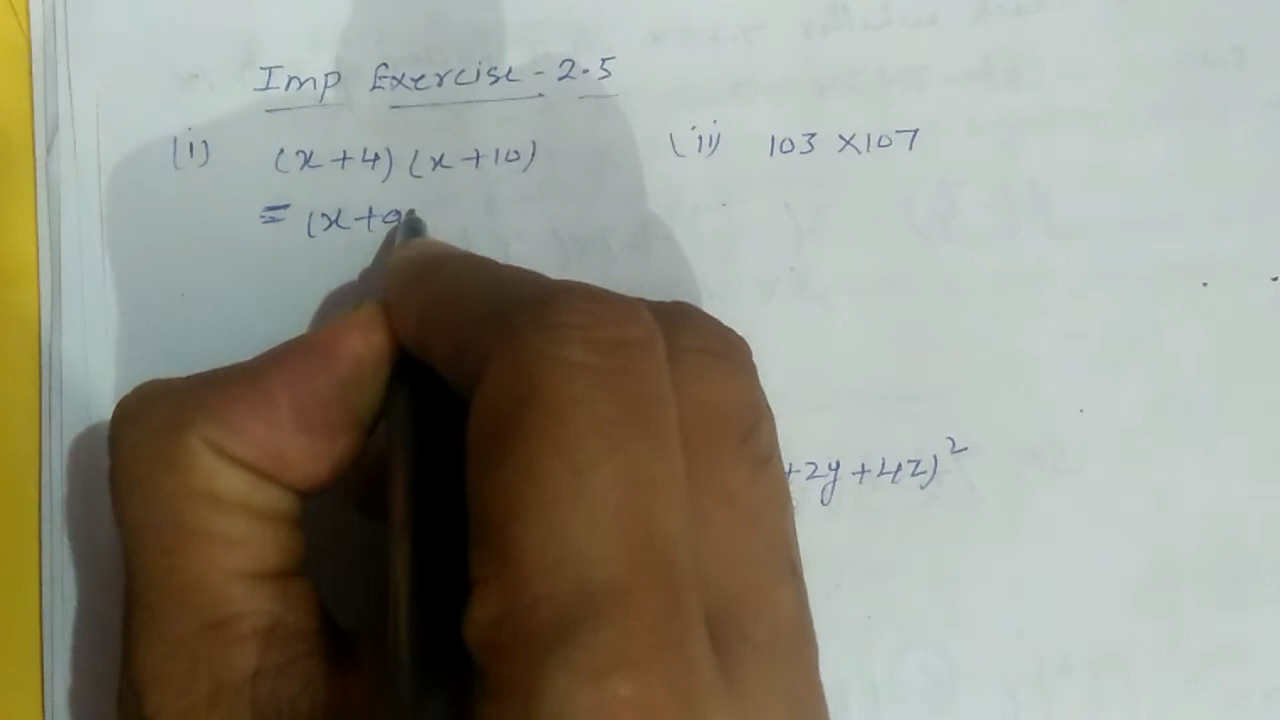 Imp Exercise - 2.5
(i) (x+4)(x+10)
(ii) 103 X107
= (x+a
+2y+4z)²